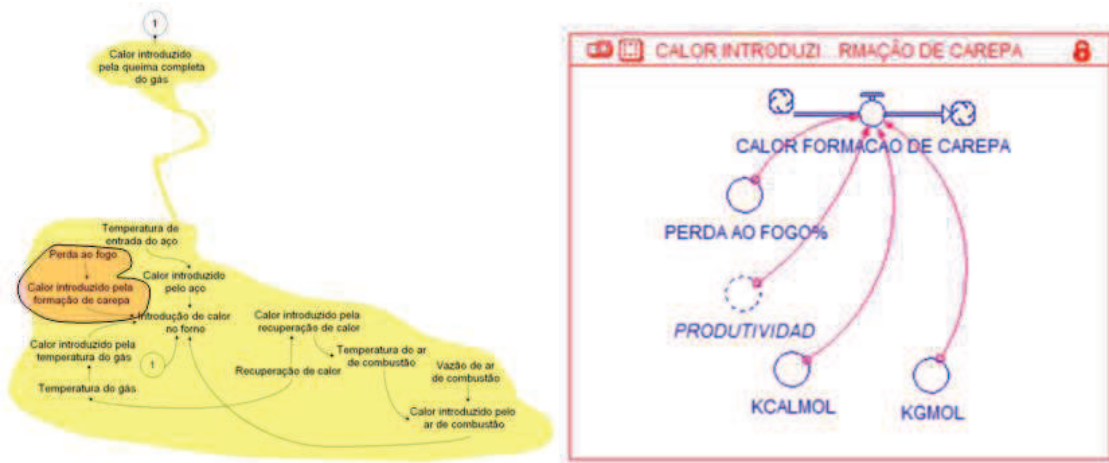 1
Calor introduzido
pela queima completa
do gás
Temperatura de
entrada do aço
Perda ao fogo
Calor introduzido pela
formação de carepa
Calor introduzido
pelo aço
Introdução de calor
no forno
Calor introduzido pela
recuperação de calor
Calor introduzido pela
temperatura do gás
1
Temperatura do ar
de combustão
Recuperação de calor
Vazão de ar
de combustão
Temperatura do gás
Calor introduzido pelo
ar de combustão
CALOR INTRODUZI... RMAÇÃO DE CAREPA
CALOR FORMACAO DE CAREPA
PERDA AO FOGO%
PRODUTIVIDAD
KCALMOL
KGMOL